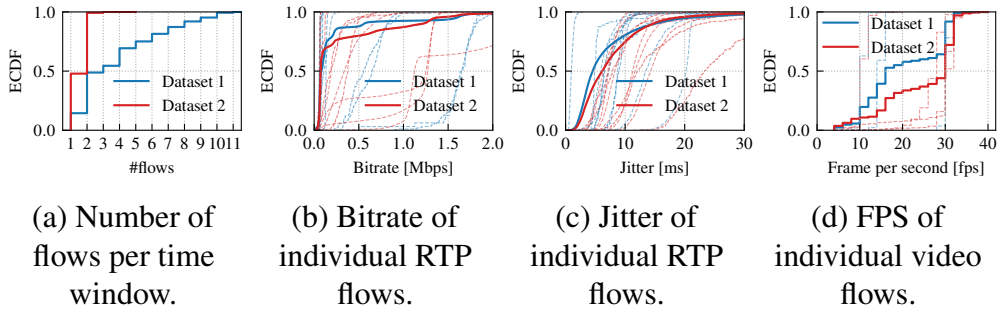 ECDF
1.0
0.5
0.0
Dataset 1
Dataset 2
1 2 3 4 5 6 7 8 9 10 11
#flows
ECDF
1.0
0.5
0.0
Dataset 1
Dataset 2
0.0 0.5 1.0 1.5 2.0
Bitrate [Mbps]
ECDF
1.0
0.5
0.0
Dataset 1
Dataset 2
0 10 20 30
Jitter [ms]
ECDF
1.0
0.5
0.0
Dataset 1
Dataset 2
0 10 20 30 40
Frame per second [fps]
(a) Number of
flows per time
window.
(b) Bitrate of
individual RTP
flows.
(c) Jitter of
individual RTP
flows.
(d) FPS of
individual video
flows.